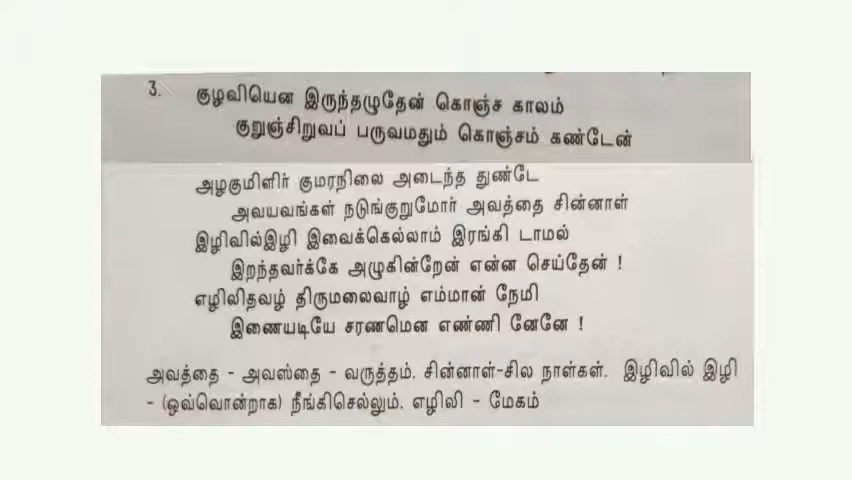 3. குழவியென இருந்தழுதேன் கொஞ்ச காலம்
குறுஞ்சிறுவப் பருவமதும் கொஞ்சம் கண்டேன்
அழகுமிளிர் குமரநிலை அடைந்த துண்டே
அவயவங்கள் நடுங்குறுமோர் அவத்தை சின்னாள்
இழிவில்இழி இவைக்கெல்லாம் இரங்கி டாமல்
இறந்தவர்க்கே அழுகின்றேன் என்ன செய்தேன் !
எழிலிதவழ் திருமலைவாழ் எம்மான் நேமி
இணையடியே சரணமென எண்ணி னேனே !
அவத்தை - அவஸ்தை - வருத்தம். சின்னாள்-சில நாள்கள். இழிவில் இழி
- (ஒவ்வொன்றாக) நீங்கிசெல்லும். எழிலி - மேகம்